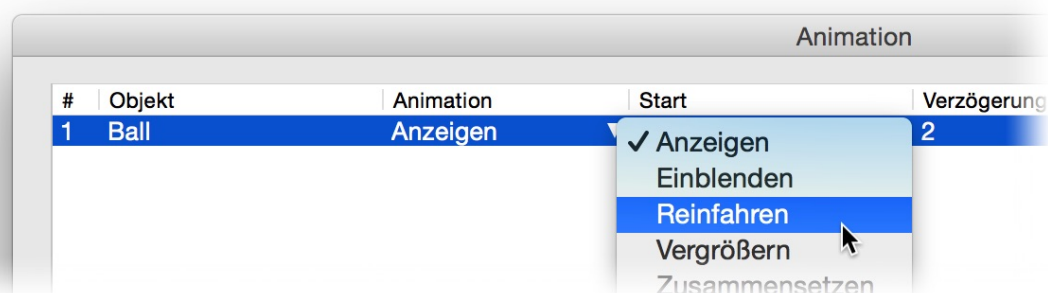 Animation
# Objekt Animation Start Verzögerung
1 Ball Anzeigen 2
✓ Anzeigen
Einblenden
Reinfahren
Vergrößern
Zusammensetzen